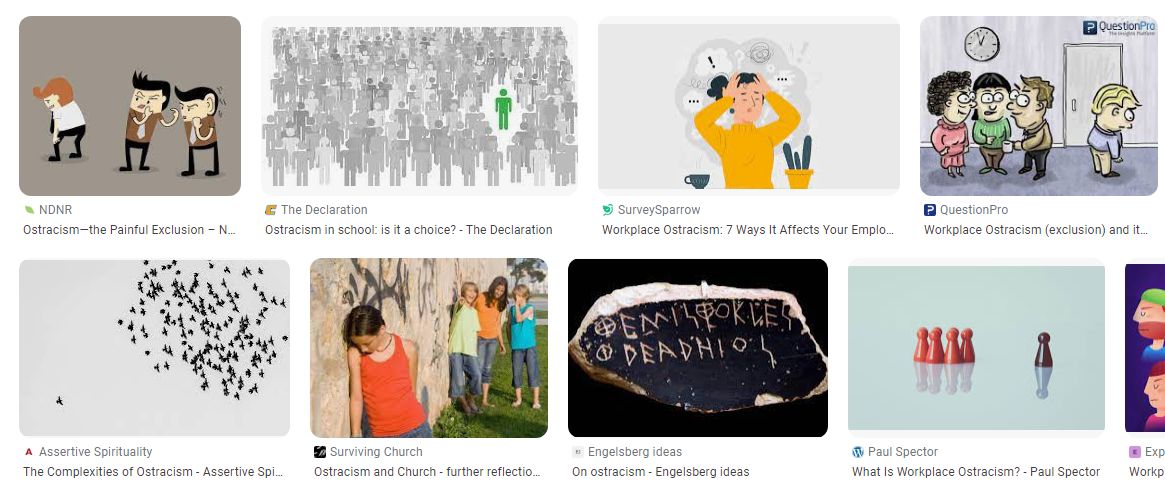 QuestionPro
The Insights Platform
NDNR
Ostracism—the Painful Exclusion – N...
The Declaration
Ostracism in school: is it a choice? - The Declaration
SurveySparrow
Workplace Ostracism: 7 Ways It Affects Your Emplo...
QuestionPro
Workplace Ostracism (exclusion) and it...
Assertive Spirituality
The Complexities of Ostracism - Assertive Spi...
Surviving Church
Ostracism and Church - further reflectio...
Engelsberg ideas
On ostracism - Engelsberg ideas
Paul Spector
What Is Workplace Ostracism? - Paul Spector
Exp
Workp